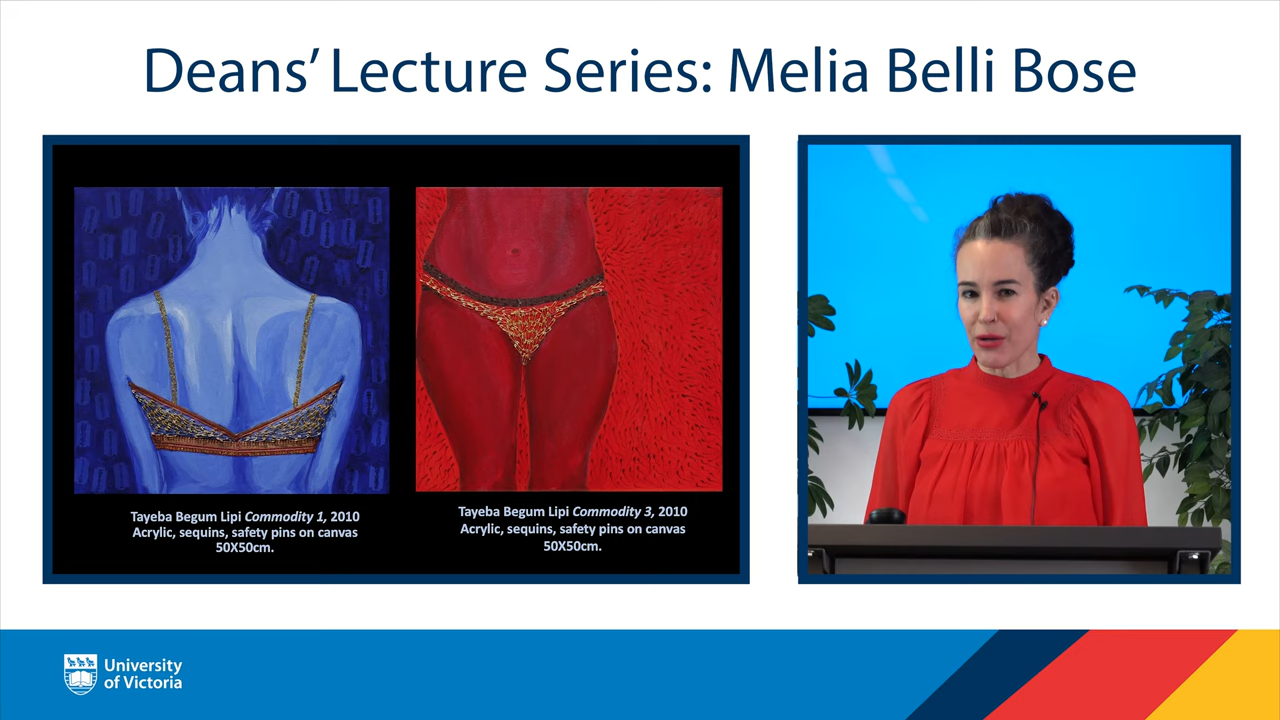 Deans’ Lecture Series: Melia Belli Bose
Tayeba Begum Lipi Commodity 1, 2010
Acrylic, sequins, safety pins on canvas
50X50cm.
Tayeba Begum Lipi Commodity 3, 2010
Acrylic, sequins, safety pins on canvas
50X50cm.
University
of Victoria